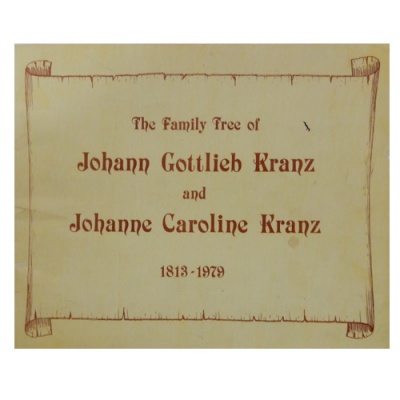 The Family Tree of
Johann Gottlieb Kranz
and
Johanne Caroline Kranz
1813-1979